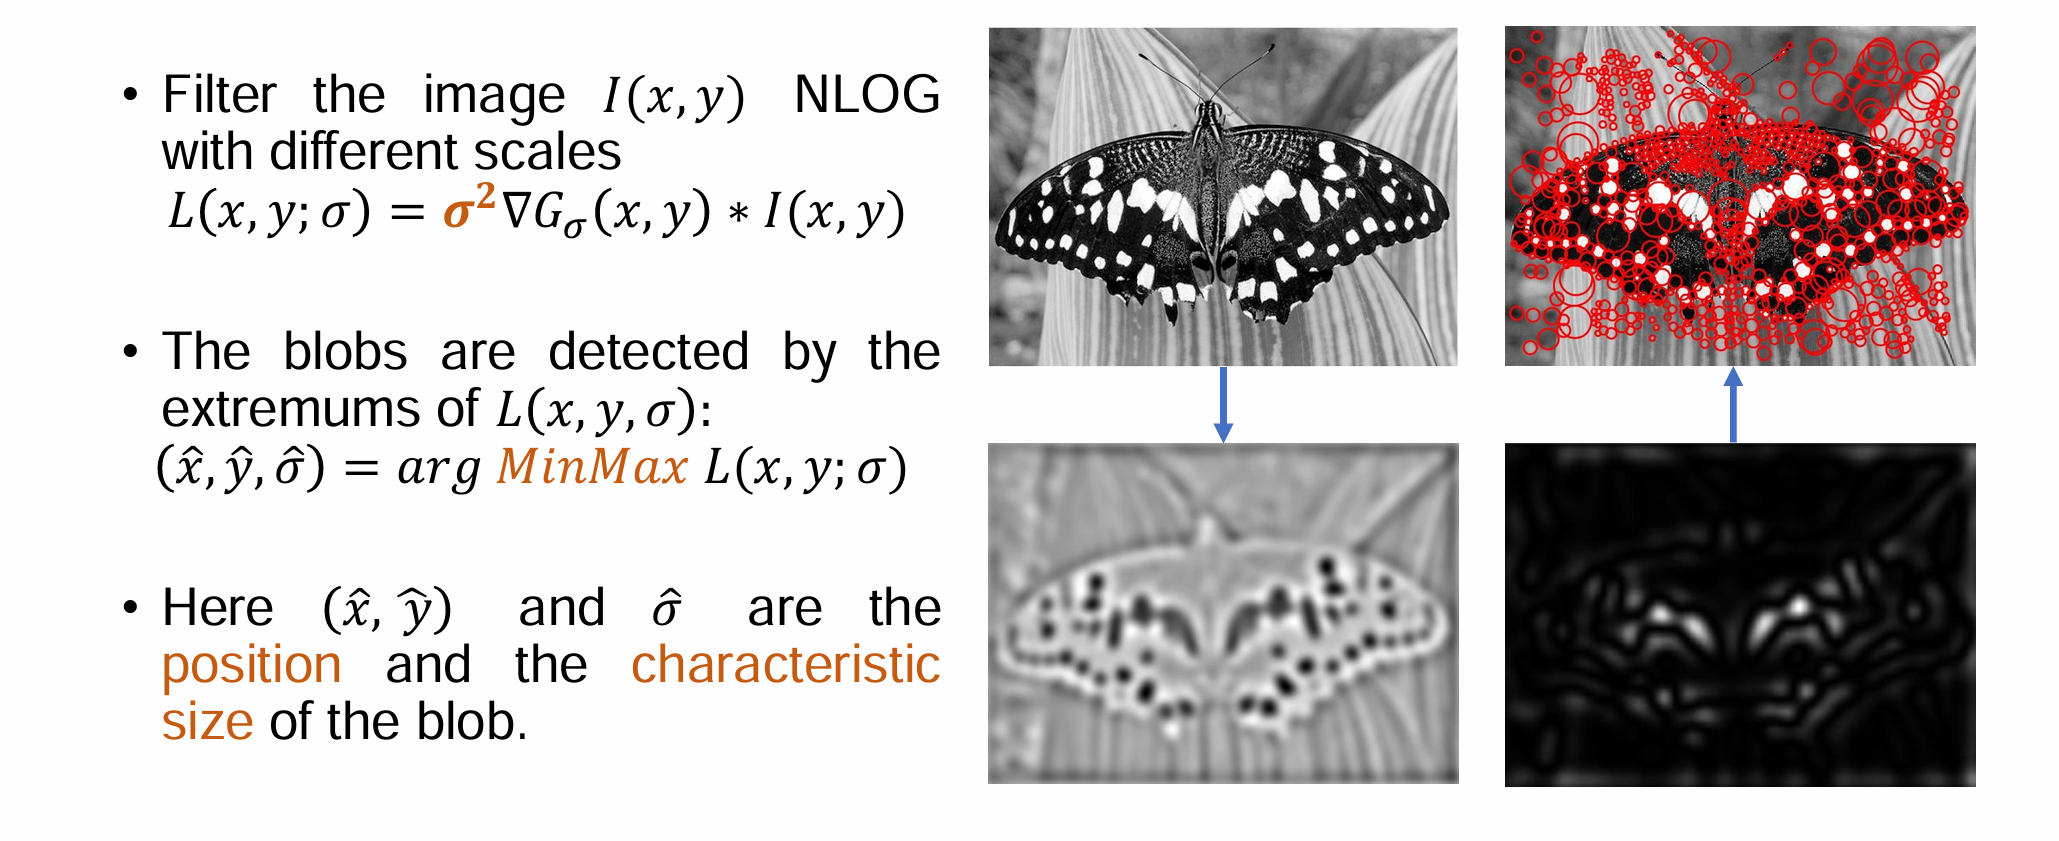 • Filter the image I(x, y) NLOG
with different scales
L(x, y; σ) = σ²∇G_σ(x, y) ∗ I(x, y)
• The blobs are detected by the
extremums of L(x, y, σ):
(x̂, ŷ, σ̂) = arg MinMax L(x, y; σ)
• Here (x̂, ŷ) and σ̂ are the
position and the characteristic
size of the blob.